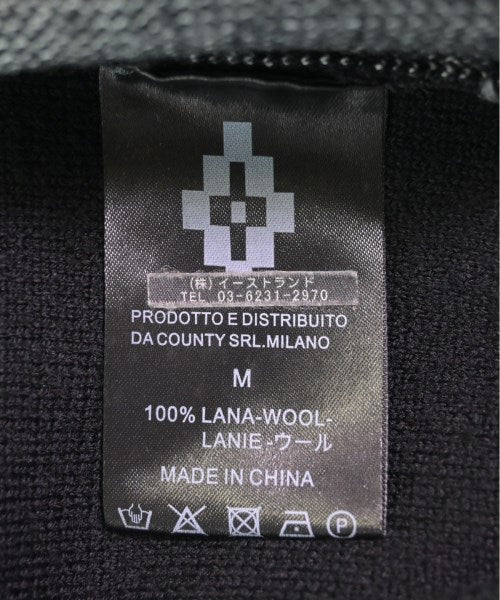 (株)イーストランド
TEL 03-6231-2970
PRODOTTO E DISTRIBUITO
DA COUNTY SRL.MILANO
M
100% LANA-WOOL-
LANIE-ウール
MADE IN CHINA
P